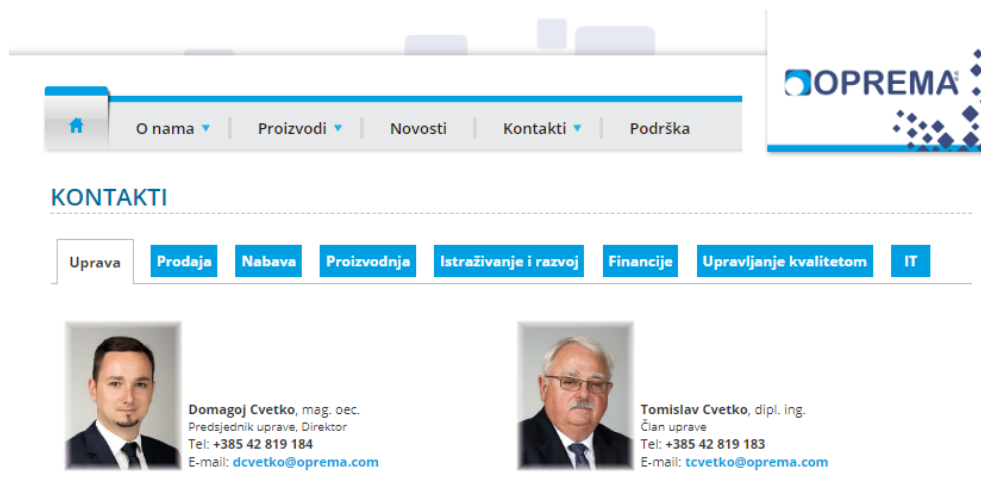 OPREMA d.d.
O nama ▼ Proizvodi ▼ Novosti Kontakti ▼ Podrška
KONTAKTI
Uprava Prodaja Nabava Proizvodnja Istraživanje i razvoj Financije Upravljanje kvalitetom IT
Domagoj Cvetko, mag. oec.
Predsjednik uprave, Direktor
Tel: +385 42 819 184
E-mail: dcvetko@oprema.com
Tomislav Cvetko, dipl. ing.
Član uprave
Tel: +385 42 819 183
E-mail: tcvetko@oprema.com